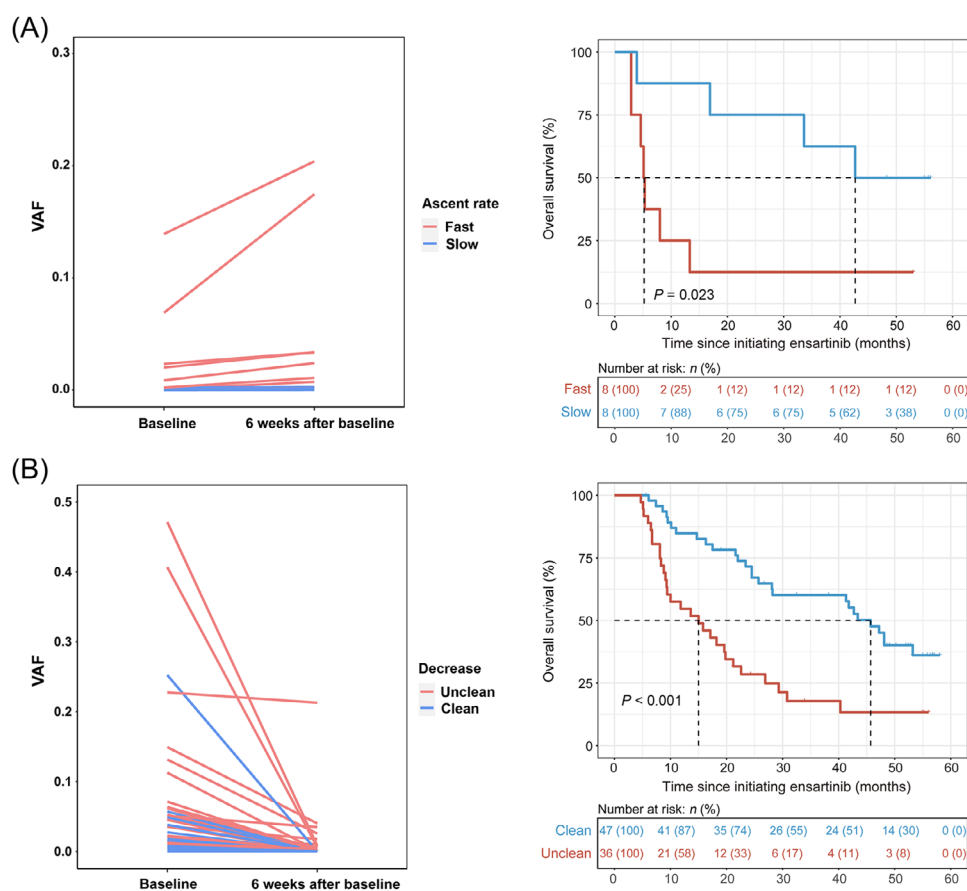 (A)
0.3
0.2
0.1
0.0
VAF
Baseline
6 weeks after baseline
Ascent rate
Fast
Slow
100
75
50
25
0
Overall survival (%)
P = 0.023
0 10 20 30 40 50 60
Time since initiating ensartinib (months)
Number at risk: n (%)
Fast 8 (100) 2 (25) 1 (12) 1 (12) 1 (12) 1 (12) 0 (0)
Slow 8 (100) 7 (88) 6 (75) 6 (75) 5 (62) 3 (38) 0 (0)
0 10 20 30 40 50 60
(B)
0.5
0.4
0.3
0.2
0.1
0.0
VAF
Baseline
6 weeks after baseline
Decrease
Unclean
Clean
100
75
50
25
0
Overall survival (%)
P < 0.001
0 10 20 30 40 50 60
Time since initiating ensartinib (months)
Number at risk: n (%)
Clean 47 (100) 41 (87) 35 (74) 26 (55) 24 (51) 14 (30) 0 (0)
Unclean 36 (100) 21 (58) 12 (33) 6 (17) 4 (11) 3 (8) 0 (0)
0 10 20 30 40 50 60